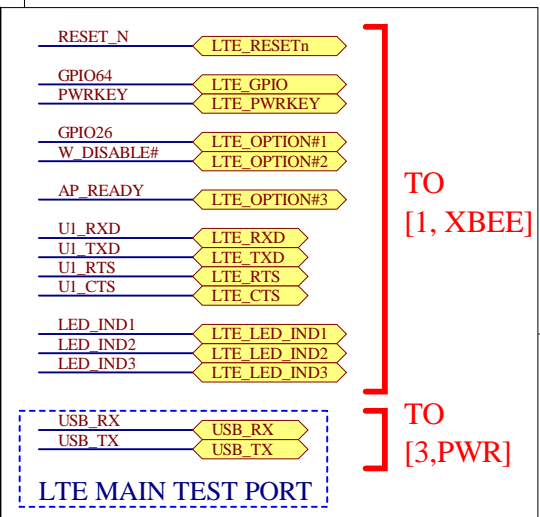 RESET_N LTE_RESETn
GPIO64 LTE_GPIO
PWRKEY LTE_PWRKEY
GPIO26 LTE_OPTION#1
W_DISABLE# LTE_OPTION#2
AP_READY LTE_OPTION#3
U1_RXD LTE_RXD
U1_TXD LTE_TXD
U1_RTS LTE_RTS
U1_CTS LTE_CTS
LED_IND1 LTE_LED_IND1
LED_IND2 LTE_LED_IND2
LED_IND3 LTE_LED_IND3
TO
[1, XBEE]
USB_RX USB_RX
USB_TX USB_TX
LTE MAIN TEST PORT
TO
[3,PWR]